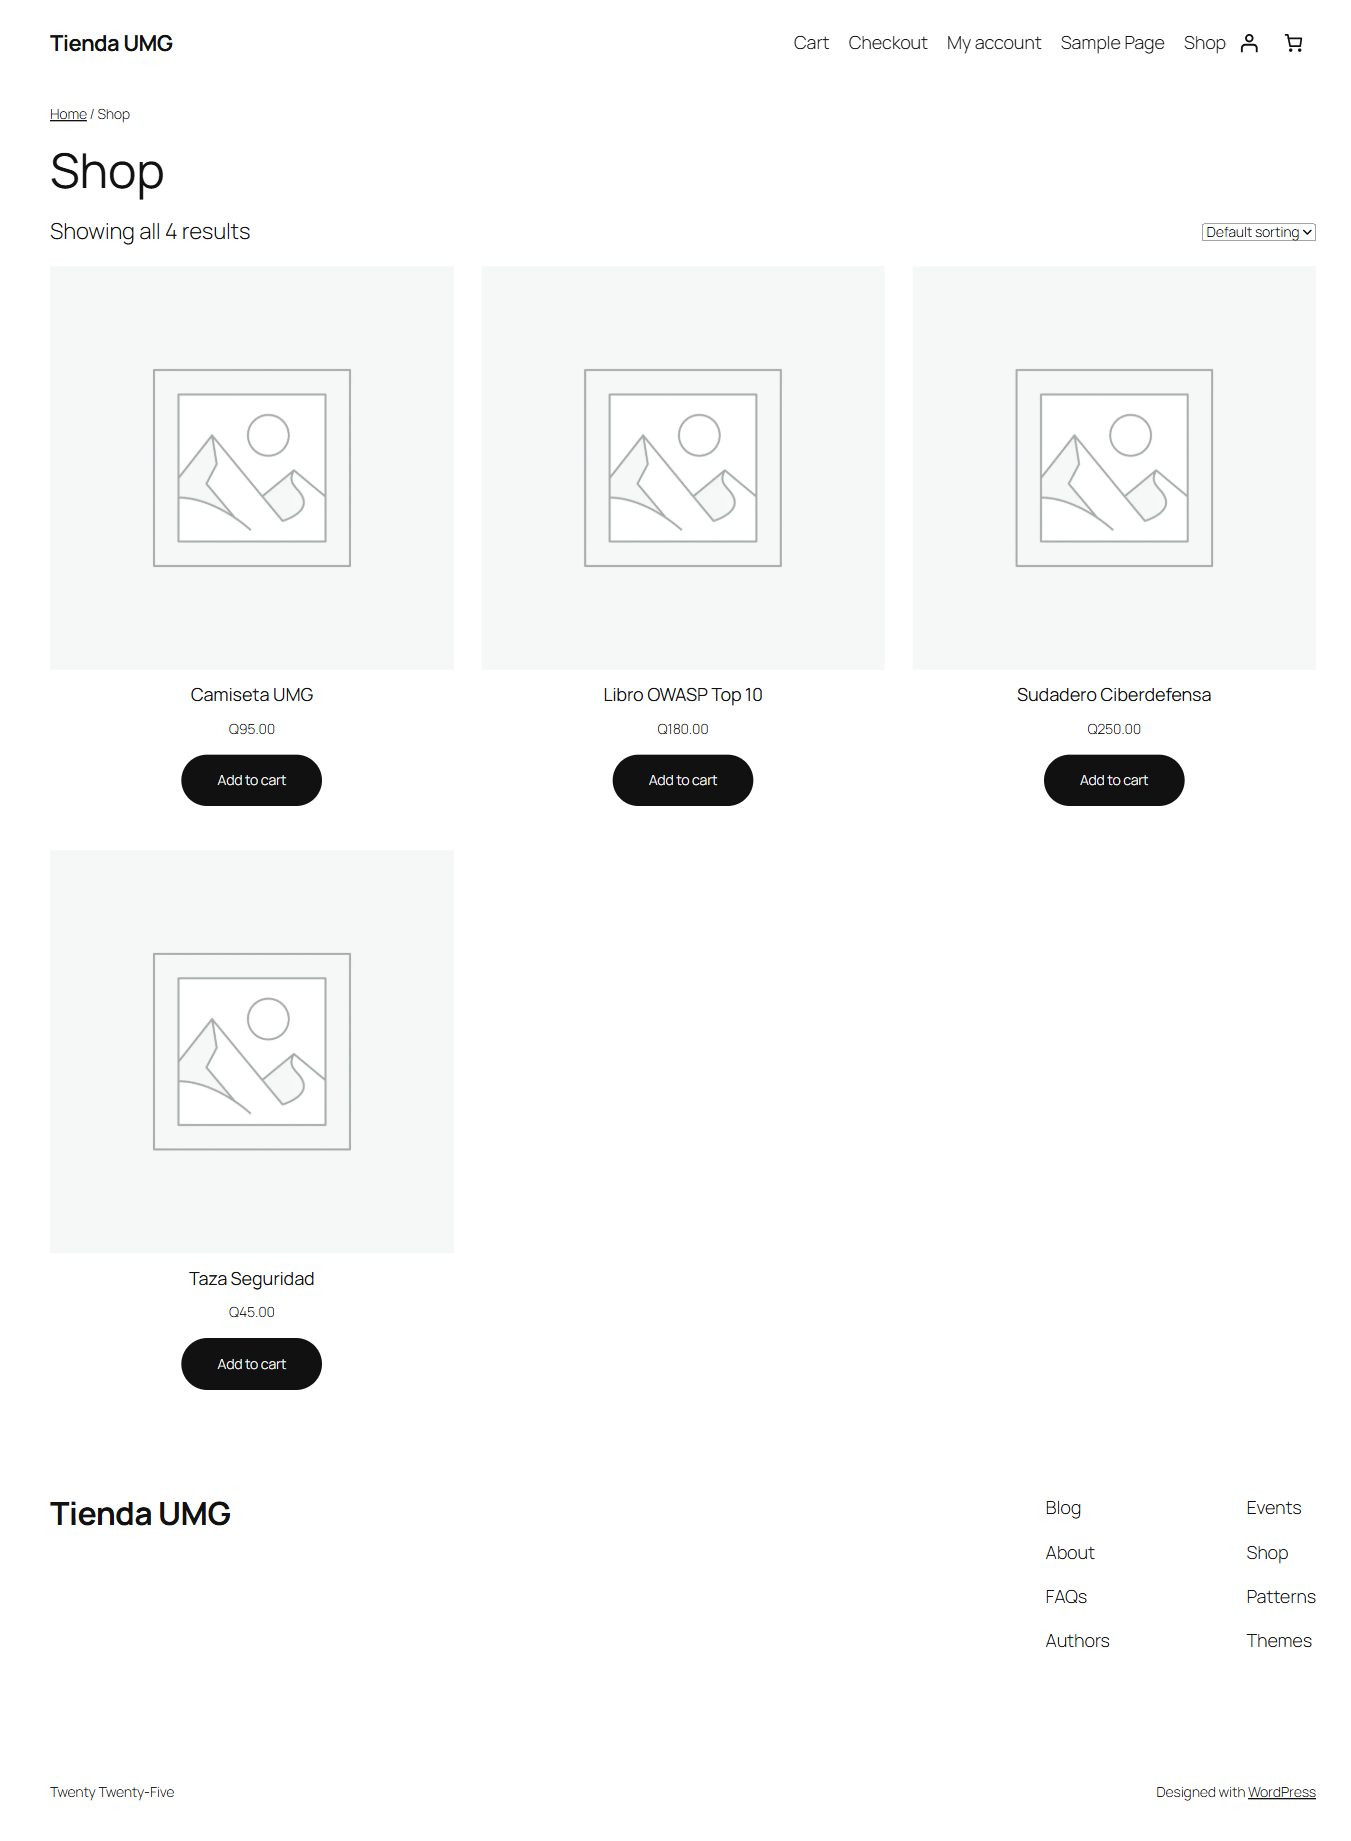 Tienda UMG
Cart Checkout My account Sample Page Shop
Home / Shop
Shop
Showing all 4 results
Default sorting
Camiseta UMG
Q95.00
Add to cart
Libro OWASP Top 10
Q180.00
Add to cart
Sudadero Ciberdefensa
Q250.00
Add to cart
Taza Seguridad
Q45.00
Add to cart
Tienda UMG
Blog
About
FAQs
Authors
Events
Shop
Patterns
Themes
Twenty Twenty-Five
Designed with WordPress